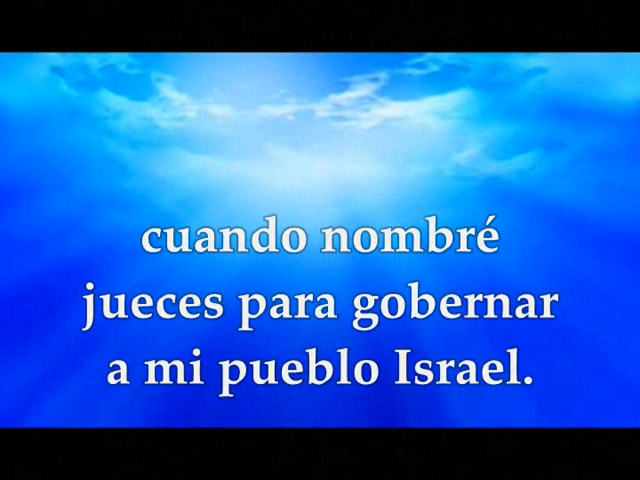 cuando nombré
jueces para gobernar
a mi pueblo Israel.